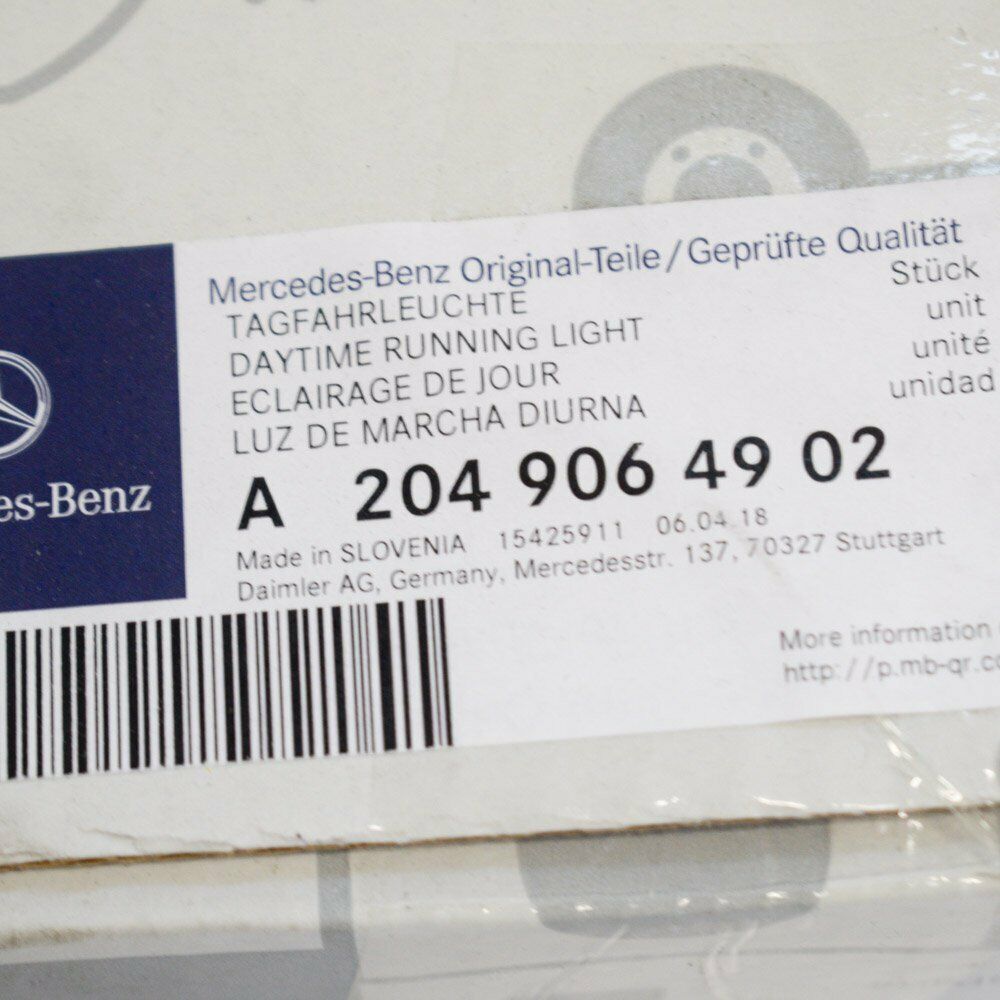 Mercedes-Benz Original-Teile/Geprüfte Qualität
TAGFAHRLEUCHTE Stück
DAYTIME RUNNING LIGHT unit
ECLAIRAGE DE JOUR unité
LUZ DE MARCHA DIURNA unidad
A 204 906 49 02
Made in SLOVENIA 15425911 06.04.18
Daimler AG, Germany, Mercedesstr. 137, 70327 Stuttgart
es-Benz
More information
http://p.mb-qr.co